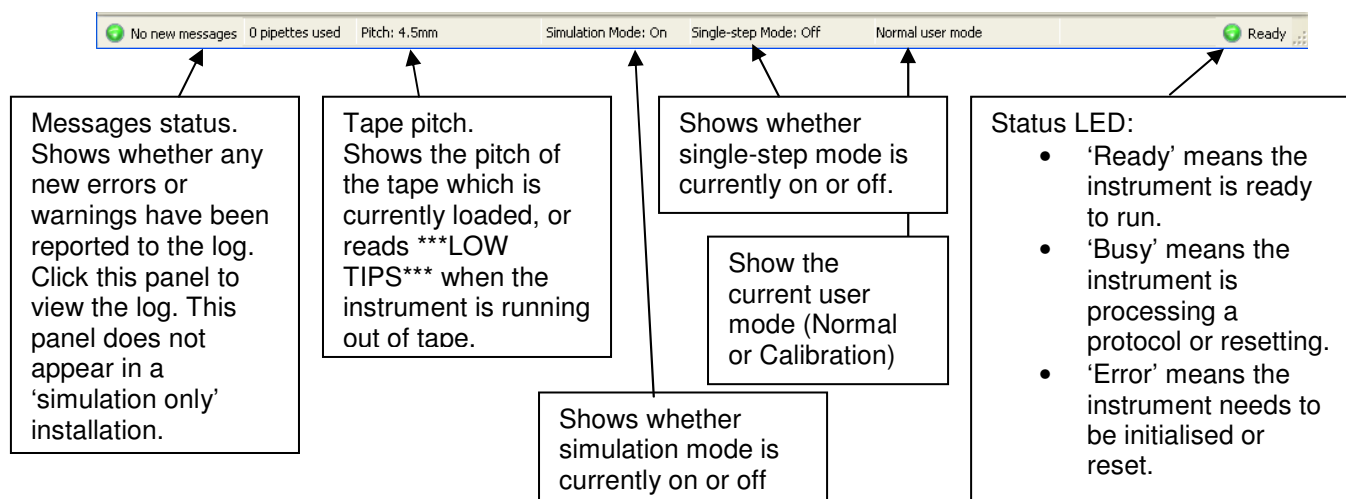 No new messages 0 pipettes used Pitch: 4.5mm Simulation Mode: On Single-step Mode: Off Normal user mode Ready
Messages status.
Shows whether any
new errors or
warnings have been
reported to the log.
Click this panel to
view the log. This
panel does not
appear in a
‘simulation only’
installation.
Tape pitch.
Shows the pitch of
the tape which is
currently loaded, or
reads ***LOW
TIPS*** when the
instrument is running
out of tape.
Shows whether
simulation mode is
currently on or off
Shows whether
single-step mode is
currently on or off.
Show the
current user
mode (Normal
or Calibration)
Status LED:
• ‘Ready’ means the
instrument is ready
to run.
• ‘Busy’ means the
instrument is
processing a
protocol or resetting.
• ‘Error’ means the
instrument needs to
be initialised or
reset.